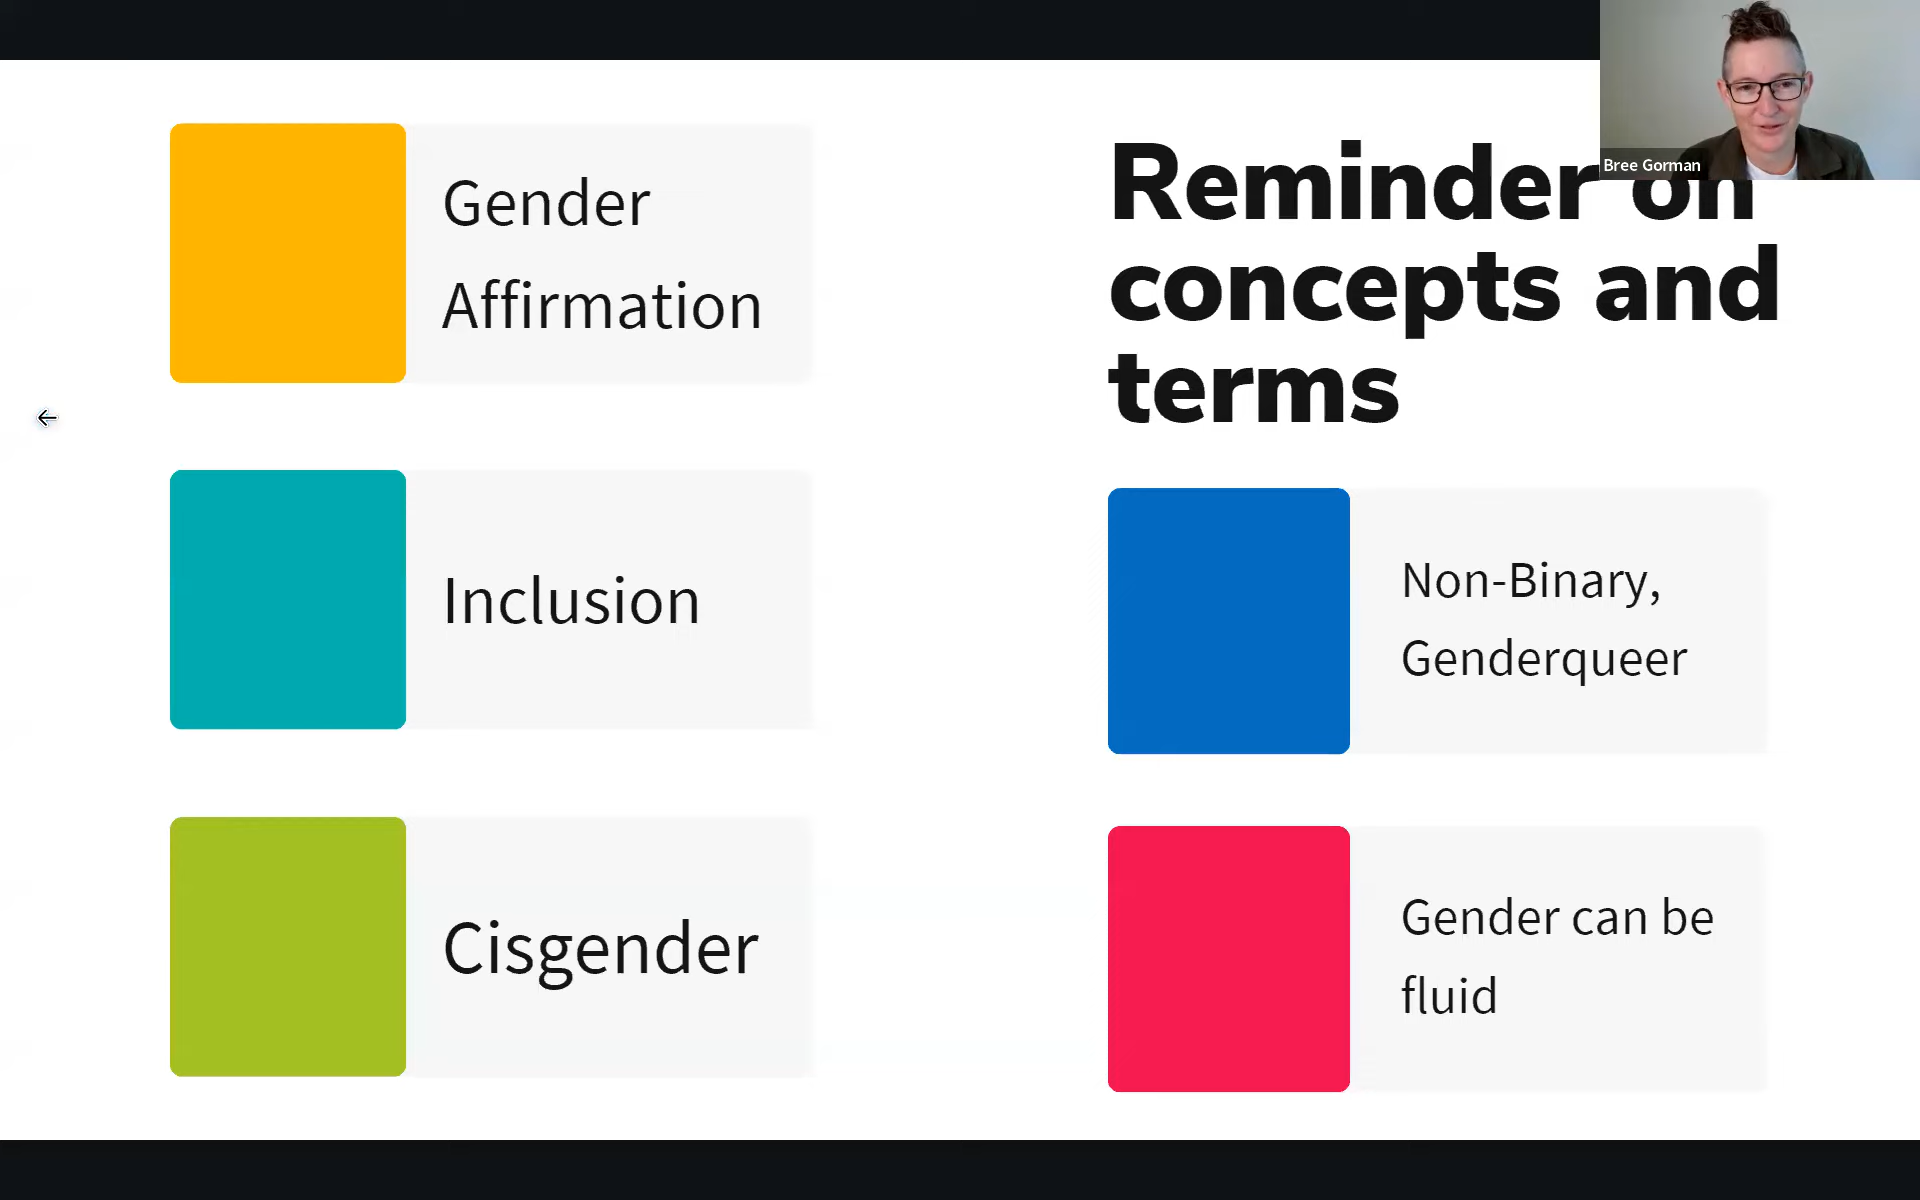 Bree Gorman
Reminder on
concepts and
terms
Gender
Affirmation
Inclusion
Cisgender
Non-Binary,
Genderqueer
Gender can be
fluid